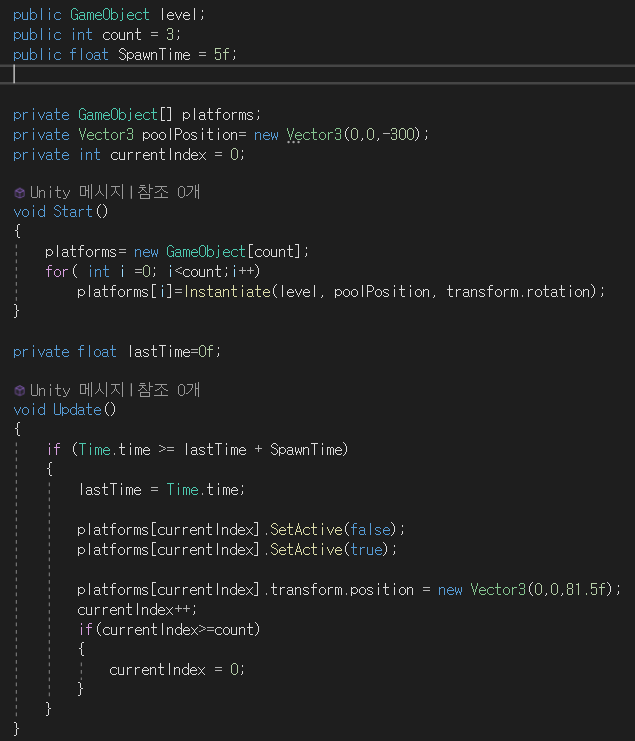 public GameObject level;
public int count = 3;
public float SpawnTime = 5f;
private GameObject[] platforms;
private Vector3 poolPosition= new Vector3(0,0,-300);
private int currentIndex = 0;
Unity 메시지|참조 0개
void Start()
{
platforms= new GameObject[count];
for( int i =0; i<count;i++)
platforms[i]=Instantiate(level, poolPosition, transform.rotation);
}
private float lastTime=0f;
Unity 메시지|참조 0개
void Update()
{
if (Time.time >= lastTime + SpawnTime)
{
lastTime = Time.time;
platforms[currentIndex].SetActive(false);
platforms[currentIndex].SetActive(true);
platforms[currentIndex].transform.position = new Vector3(0,0,81.5f);
currentIndex++;
if(currentIndex>=count)
{
currentIndex = 0;
}
}
}